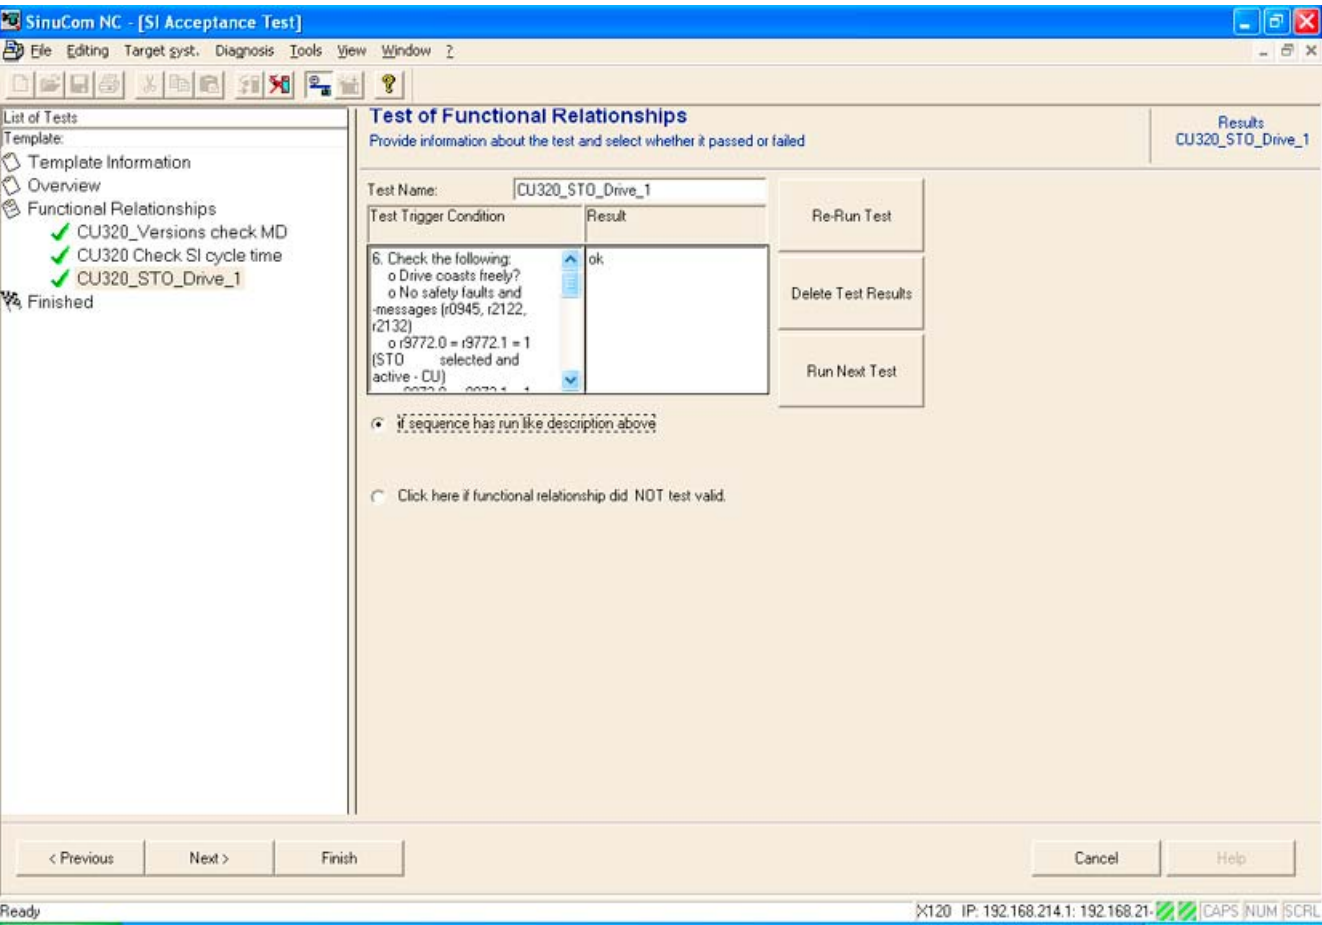 SinuCom NC - [SI Acceptance Test]
File Editing Target syst. Diagnosis Tools View Window ?
List of Tests
Template:
Template Information
Overview
Functional Relationships
CU320_Versions check MD
CU320 Check SI cycle time
CU320_STO_Drive_1
Finished
Test of Functional Relationships
Provide information about the test and select whether it passed or failed
Results
CU320_STO_Drive_1
Test Name: CU320_STO_Drive_1
Test Trigger Condition Result
6. Check the following:
o Drive coasts freely?
o No safety faults and
-messages (r0945, r2122,
r2132)
o r9772.0 = r9772.1 = 1
(STO selected and
active - CU)
ok
Re-Run Test
Delete Test Results
Run Next Test
if sequence has run like description above
Click here if functional relationship did NOT test valid.
< Previous Next > Finish Cancel Help
Ready X120 IP: 192.168.214.1: 192.168.21- CAPS NUM SCRL